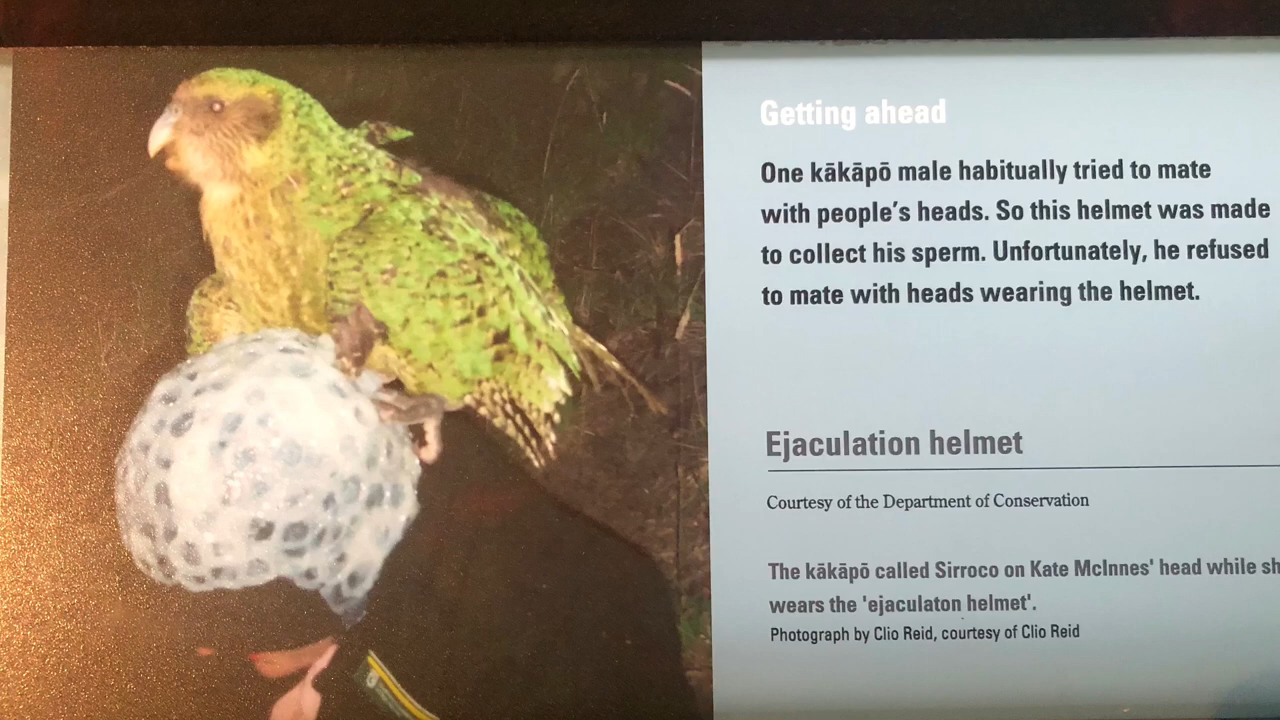 Getting ahead
One kākāpō male habitually tried to mate
with people's heads. So this helmet was made
to collect his sperm. Unfortunately, he refused
to mate with heads wearing the helmet.
Ejaculation helmet
Courtesy of the Department of Conservation
The kākāpō called Sirroco on Kate McInnes' head while
wears the 'ejaculaton helmet'.
Photograph by Clio Reid, courtesy of Clio Reid